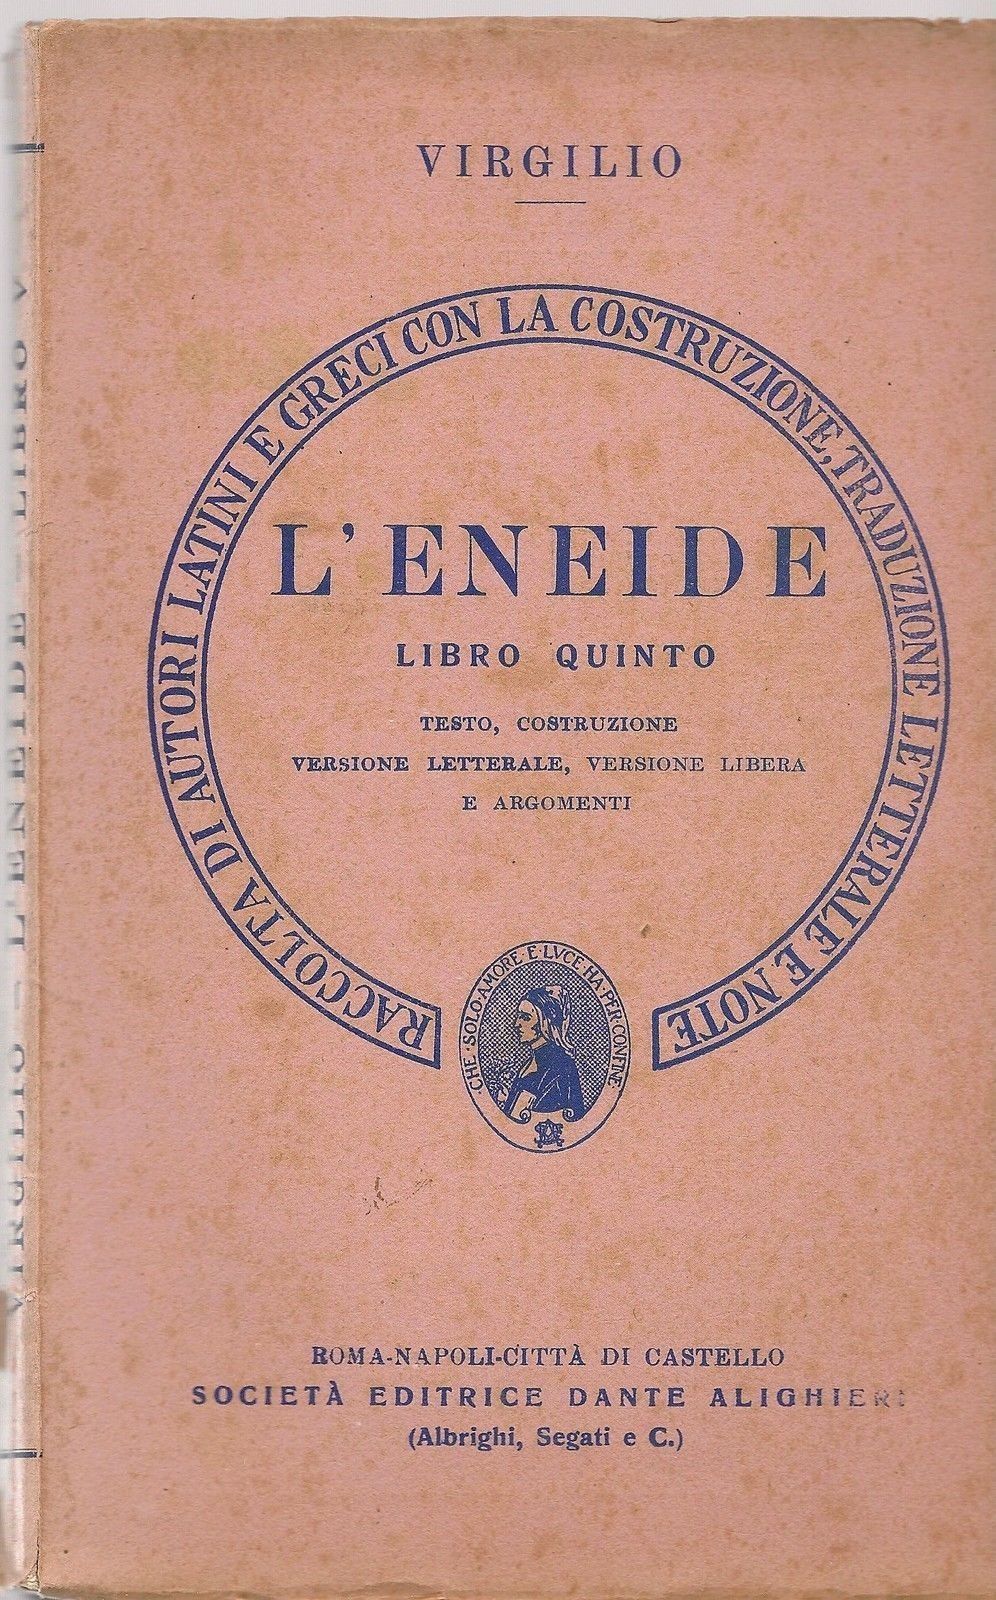 VIRGILIO
RACCOLTA DI AUTORI LATINI E GRECI CON LA COSTRUZIONE, TRADUZIONE LETTERALE E NOTE
L'ENEIDE
LIBRO QUINTO
TESTO, COSTRUZIONE
VERSIONE LETTERALE, VERSIONE LIBERA
E ARGOMENTI
·CHE·SOLO·AMORE·E·LVCE·HA·PER·CONFINE·
ROMA-NAPOLI-CITTÀ DI CASTELLO
SOCIETÀ EDITRICE DANTE ALIGHIERI
(Albrighi, Segati e C.)
VIRGILIO - L'ENEIDE - LIBRO V